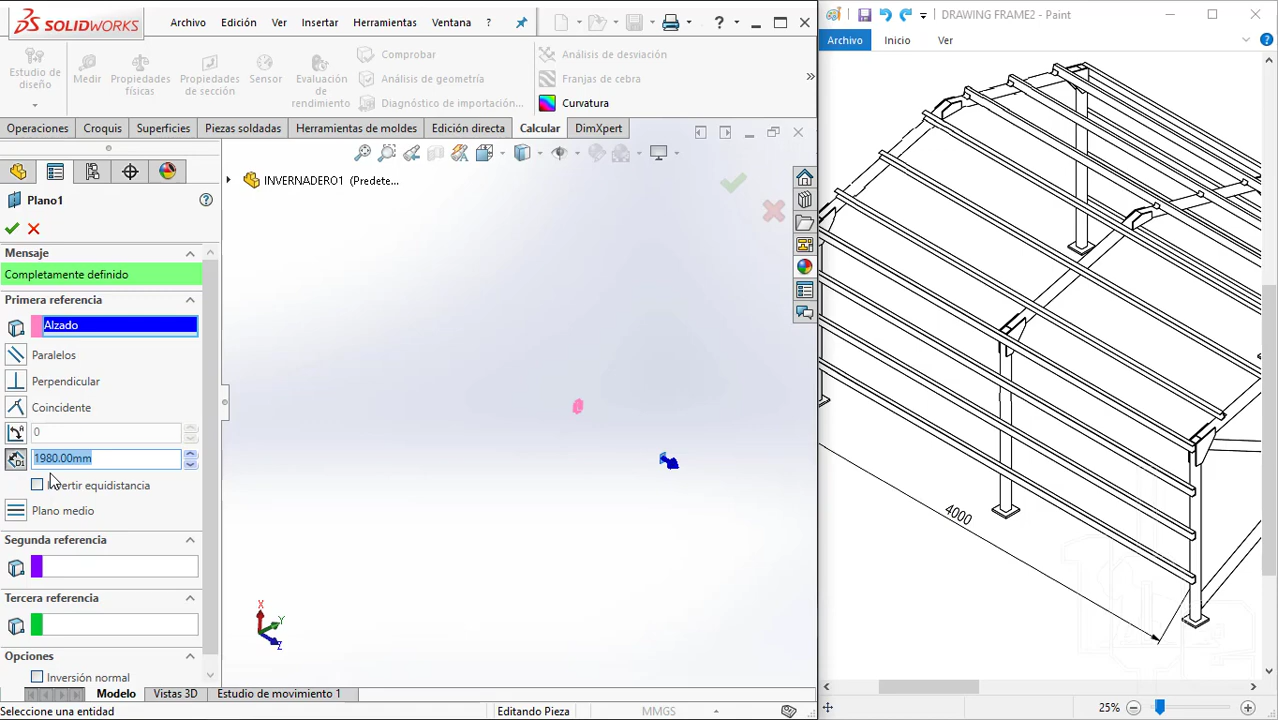 SOLIDWORKS
Archivo Edición Ver Insertar Herramientas Ventana ?
Estudio de diseño
Medir
Propiedades físicas
Propiedades de sección
Sensor
Evaluación de rendimiento
Comprobar
Análisis de geometría
Diagnóstico de importación...
Análisis de desviación
Franjas de cebra
Curvatura
Operaciones Croquis Superficies Piezas soldadas Herramientas de moldes Edición directa Calcular DimXpert
INVERNADERO1 (Predete...
Plano1
Mensaje
Completamente definido
Primera referencia
Alzado
Paralelos
Perpendicular
Coincidente
0
1980.00mm
Invertir equidistancia
Plano medio
Segunda referencia
Tercera referencia
Opciones
Inversión normal
X
Y
Z
Modelo Vistas 3D Estudio de movimiento 1
Seleccione una entidad Editando Pieza MMGS
DRAWING FRAME2 - Paint
Archivo Inicio Ver
4000
25%